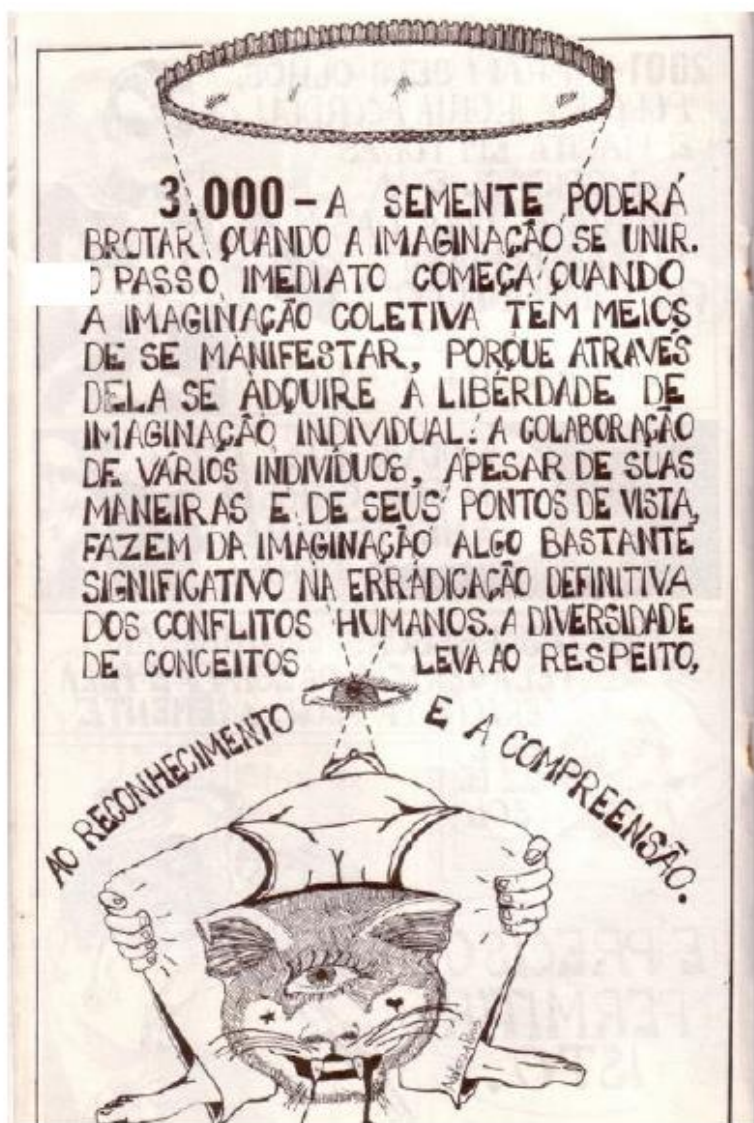 3.000 – A SEMENTE PODERÁ
BROTAR QUANDO A IMAGINAÇÃO SE UNIR.
O PASSO IMEDIATO COMEÇA QUANDO
A IMAGINAÇÃO COLETIVA TEM MEIOS
DE SE MANIFESTAR, PORQUE ATRAVÉS
DELA SE ADQUIRE A LIBERDADE DE
IMAGINAÇÃO INDIVIDUAL. A COLABORAÇÃO
DE VÁRIOS INDIVÍDUOS, APESAR DE SUAS
MANEIRAS E DE SEUS PONTOS DE VISTA,
FAZEM DA IMAGINAÇÃO ALGO BASTANTE
SIGNIFICATIVO NA ERRADICAÇÃO DEFINITIVA
DOS CONFLITOS HUMANOS. A DIVERSIDADE
DE CONCEITOS LEVA AO RESPEITO,
AO RECONHECIMENTO E A COMPREENSÃO.